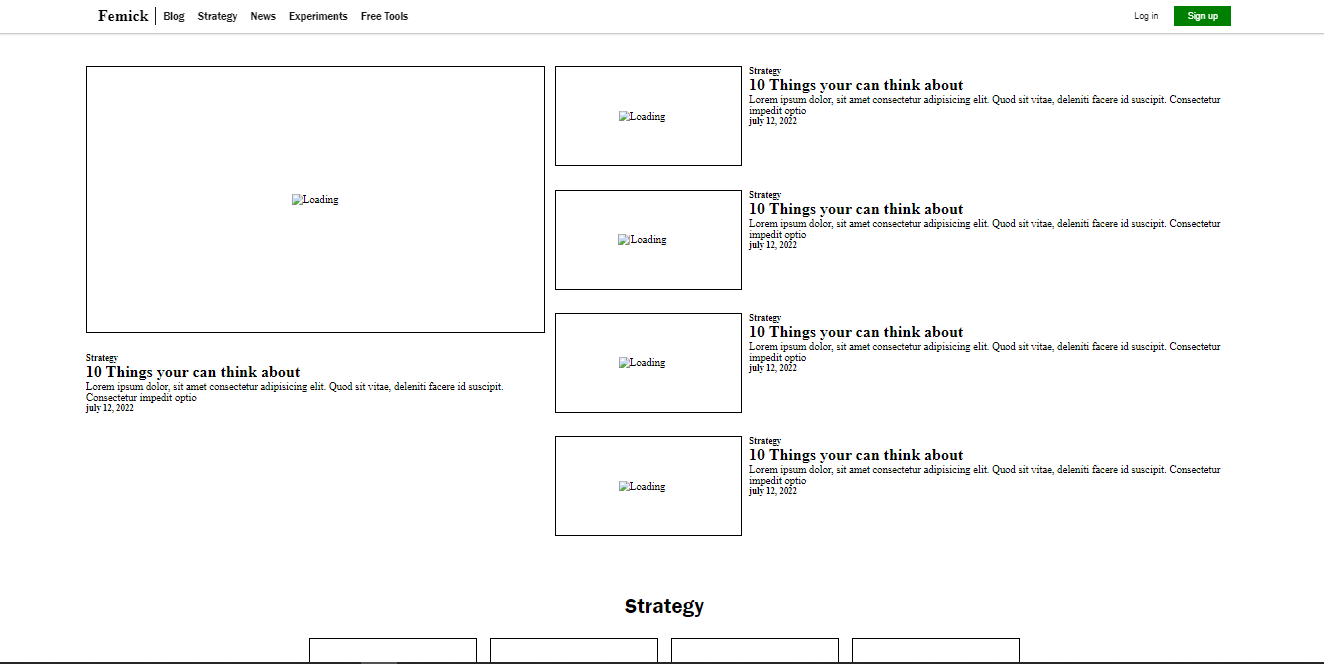 Femick
Blog
Strategy
News
Experiments
Free Tools
Log in
Sign up
Loading
Strategy
10 Things your can think about
Lorem ipsum dolor, sit amet consectetur adipisicing elit. Quod sit vitae, deleniti facere id suscipit.
Consectetur impedit optio
july 12, 2022
Loading
Strategy
10 Things your can think about
Lorem ipsum dolor, sit amet consectetur adipisicing elit. Quod sit vitae, deleniti facere id suscipit. Consectetur
impedit optio
july 12, 2022
Loading
Strategy
10 Things your can think about
Lorem ipsum dolor, sit amet consectetur adipisicing elit. Quod sit vitae, deleniti facere id suscipit. Consectetur
impedit optio
july 12, 2022
Loading
Strategy
10 Things your can think about
Lorem ipsum dolor, sit amet consectetur adipisicing elit. Quod sit vitae, deleniti facere id suscipit. Consectetur
impedit optio
july 12, 2022
Loading
Strategy
10 Things your can think about
Lorem ipsum dolor, sit amet consectetur adipisicing elit. Quod sit vitae, deleniti facere id suscipit. Consectetur
impedit optio
july 12, 2022
Strategy